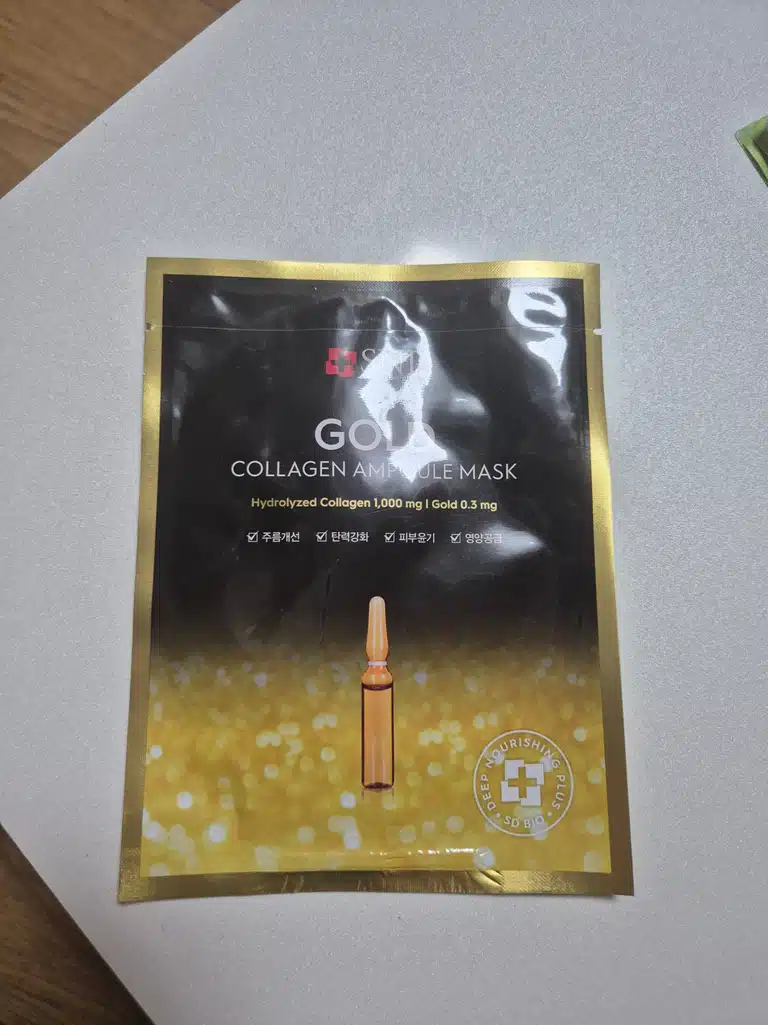 GOLD
COLLAGEN AMPOULE MASK
Hydrolyzed Collagen 1,000 mg | Gold 0.3 mg
☑ 주름개선 ☑ 탄력강화 ☑ 피부윤기 ☑ 영양공급
DEEP NOURISHING PLUS
SD BIO